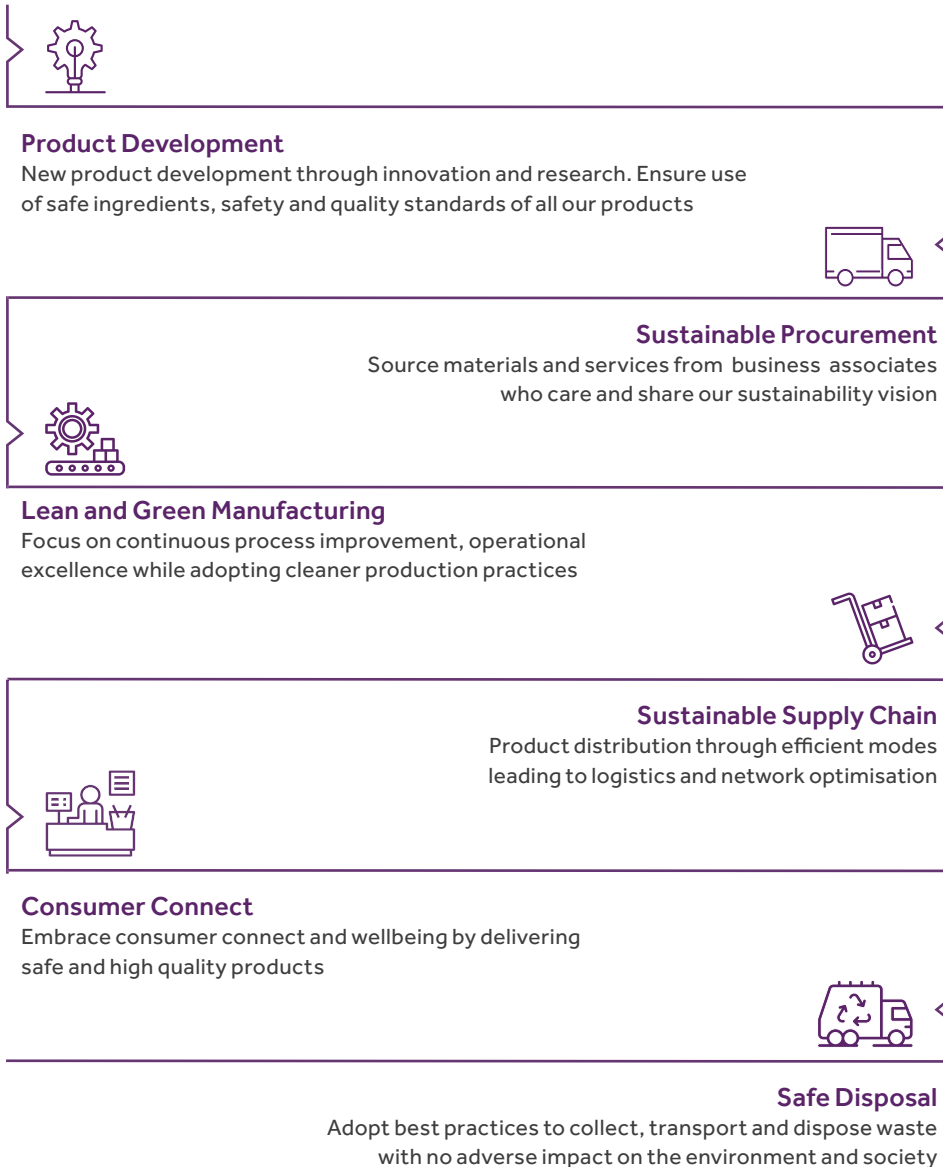 Product Development
New product development through innovation and research. Ensure use
of safe ingredients, safety and quality standards of all our products
Sustainable Procurement
Source materials and services from business associates
who care and share our sustainability vision
Lean and Green Manufacturing
Focus on continuous process improvement, operational
excellence while adopting cleaner production practices
Sustainable Supply Chain
Product distribution through efficient modes
leading to logistics and network optimisation
Consumer Connect
Embrace consumer connect and wellbeing by delivering
safe and high quality products
Safe Disposal
Adopt best practices to collect, transport and dispose waste
with no adverse impact on the environment and society